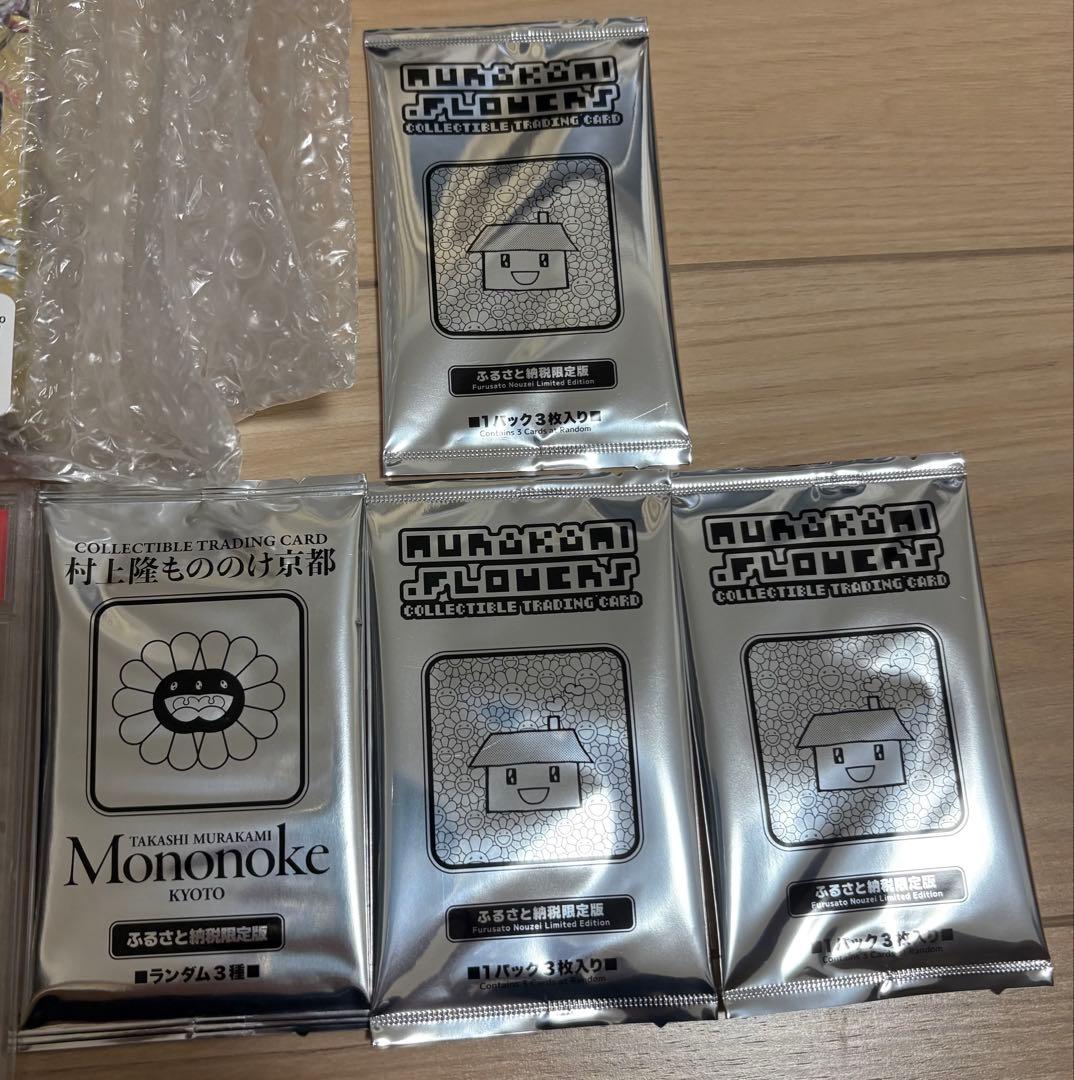 MURAKAMI
.FLOWERS
COLLECTIBLE TRADING CARD
ふるさと納税限定版
Furusato Nouzei Limited Edition
■1パック3枚入り■
Contains 3 Cards at Random
COLLECTIBLE TRADING CARD
村上隆もののけ京都
TAKASHI MURAKAMI
Mononoke
KYOTO
ふるさと納税限定版
■ランダム3種■
MURAKAMI
.FLOWERS
COLLECTIBLE TRADING CARD
ふるさと納税限定版
Furusato Nouzei Limited Edition
■1パック3枚入り■
Contains 3 Cards at Random
MURAKAMI
.FLOWERS
COLLECTIBLE TRADING CARD
ふるさと納税限定版
Furusato Nouzei Limited Edition
■1パック3枚入り■
Contains 3 Cards at Random